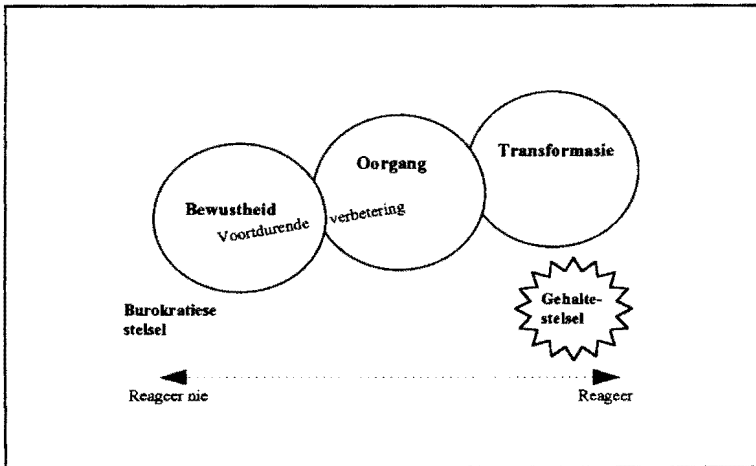 Transformasie
Oorgang
Bewustheid
Voortdurende verbetering
Gehalte-
stelsel
Burokratiese
stelsel
Reageer nie
Reageer